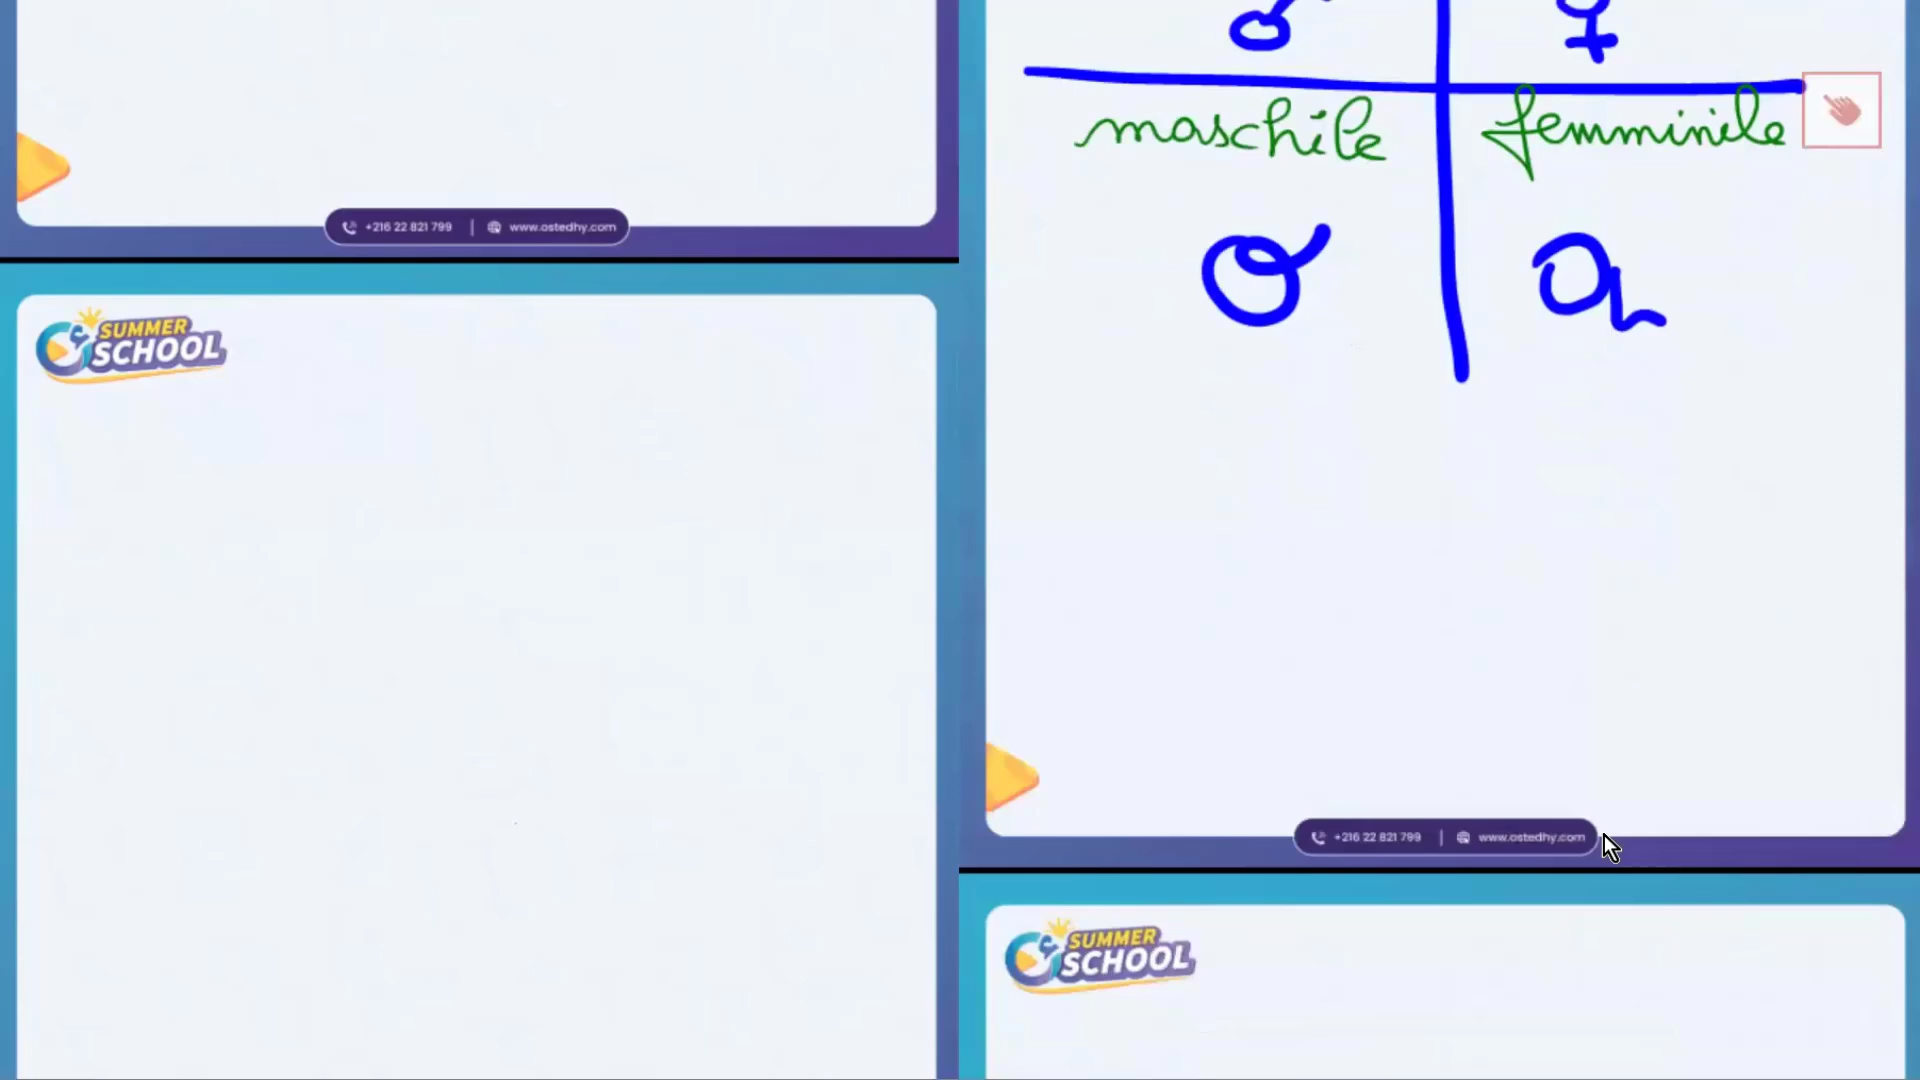 +216 22 821 799 | www.ostedhy.com
SUMMER
SCHOOL
♂ ♀
maschile femminile
o a
+216 22 821 799 | www.ostedhy.com
SUMMER
SCHOOL